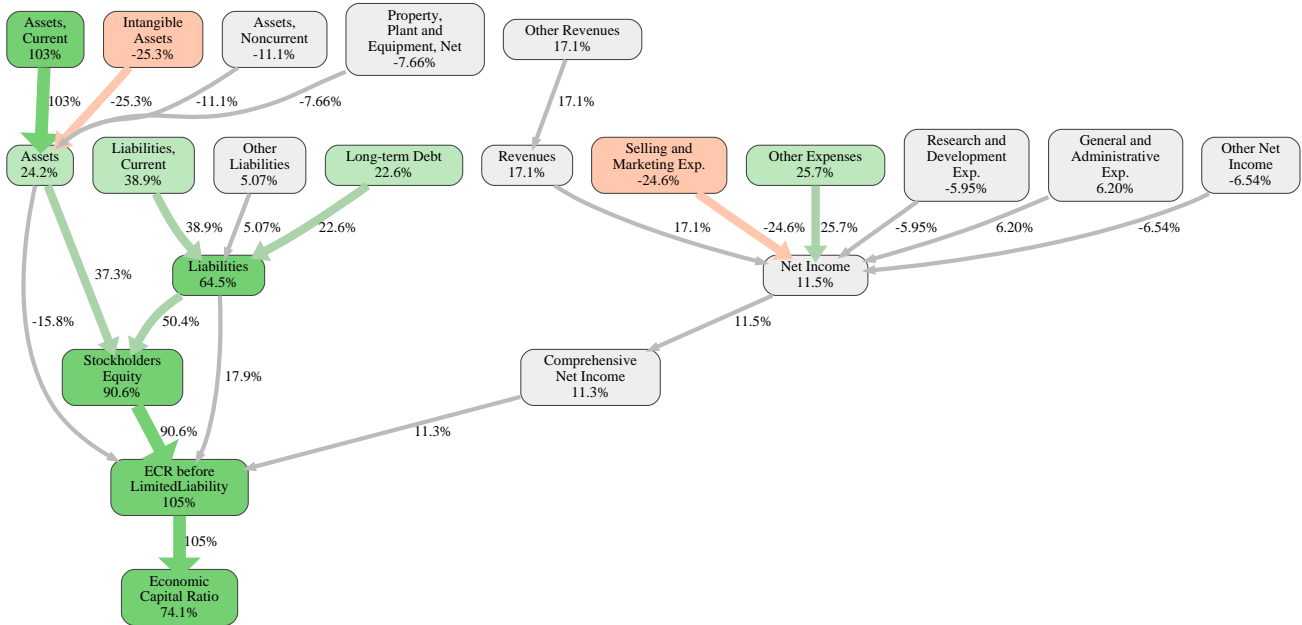 Assets,
Current
103%
Intangible
Assets
-25.3%
Assets,
Noncurrent
-11.1%
Property,
Plant and
Equipment, Net
-7.66%
Other Revenues
17.1%
103%
-25.3%
-11.1%
-7.66%
17.1%
Assets
24.2%
Liabilities,
Current
38.9%
Other
Liabilities
5.07%
Long-term Debt
22.6%
Revenues
17.1%
Selling and
Marketing Exp.
-24.6%
Other Expenses
25.7%
Research and
Development
Exp.
-5.95%
General and
Administrative
Exp.
6.20%
Other Net
Income
-6.54%
38.9%
5.07%
22.6%
17.1%
-24.6%
25.7%
-5.95%
6.20%
-6.54%
Liabilities
64.5%
Net Income
11.5%
37.3%
-15.8%
50.4%
11.5%
Stockholders
Equity
90.6%
17.9%
Comprehensive
Net Income
11.3%
90.6%
11.3%
ECR before
LimitedLiability
105%
105%
Economic
Capital Ratio
74.1%